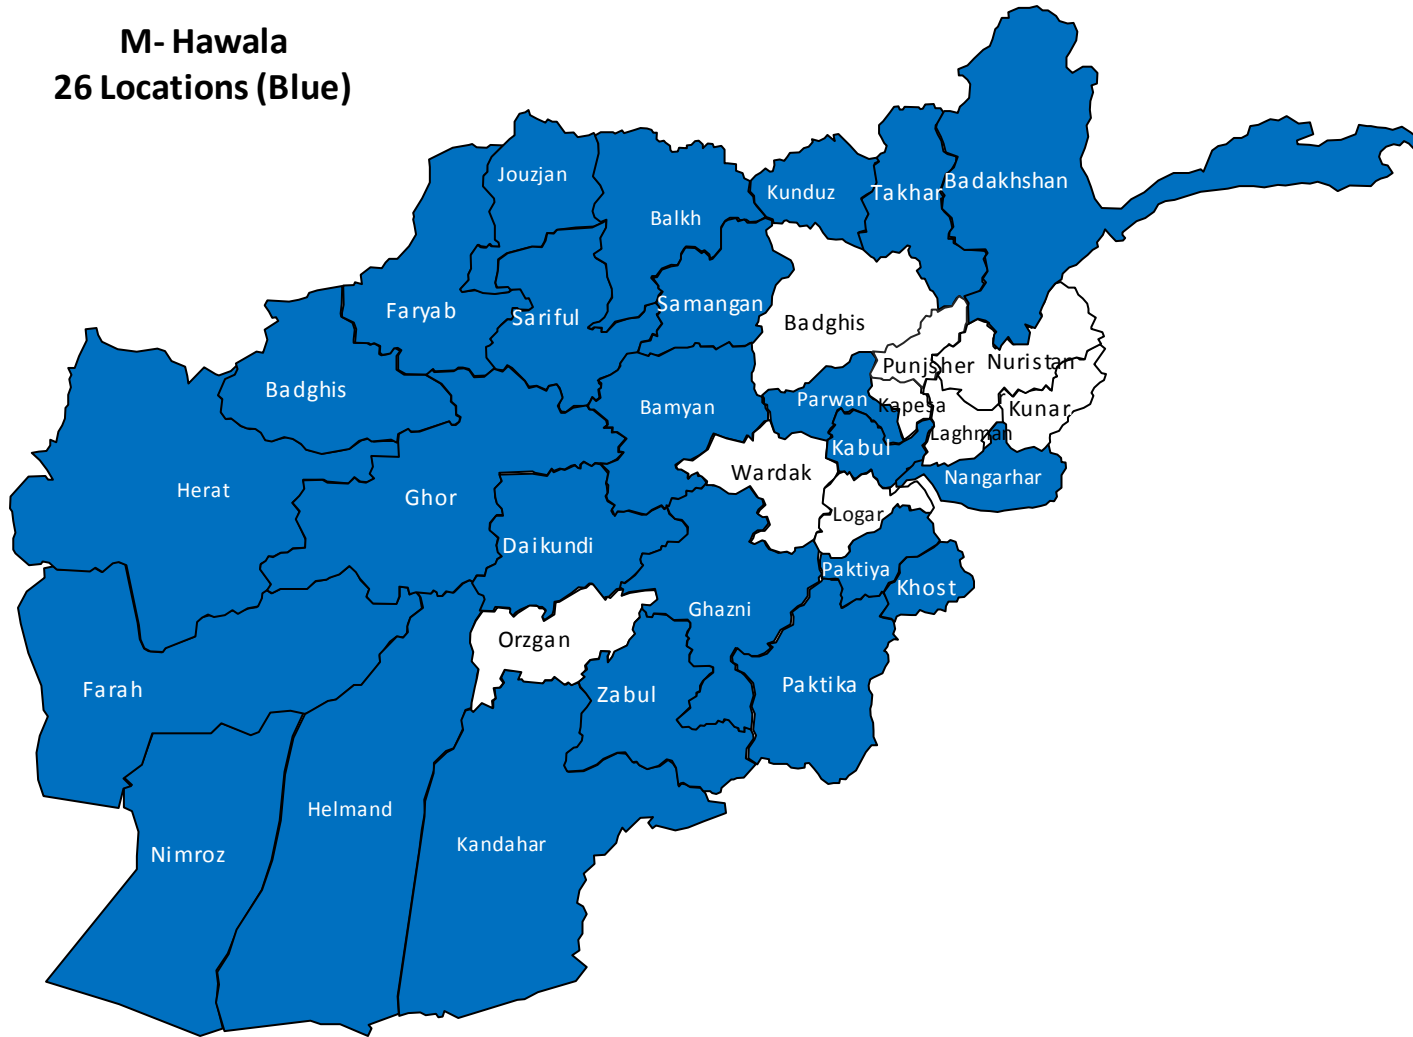 M- Hawala
26 Locations (Blue)
Jouzjan
Kunduz
Takhar
Badakhshan
Balkh
Faryab
Sariful
Samangan
Badghis
Punjsher
Nuristan
Badghis
Bamyan
Parwan
Kapesa
Kunar
Laghman
Kabul
Herat
Ghor
Wardak
Nangarhar
Logar
Daikundi
Paktiya
Khost
Ghazni
Orzgan
Farah
Zabul
Paktika
Helmand
Kandahar
Nimroz